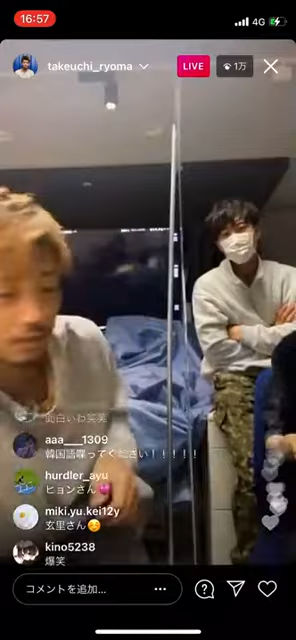 16:57
4G
takeuchi_ryoma
LIVE
1万
面白いわ笑笑
aaa___1309
韓国語喋ってください！！！！！
hurdler_ayu
ヒョンさん💕
miki.yu.kei12y
玄里さん☺️
kino5238
爆笑
コメントを追加...